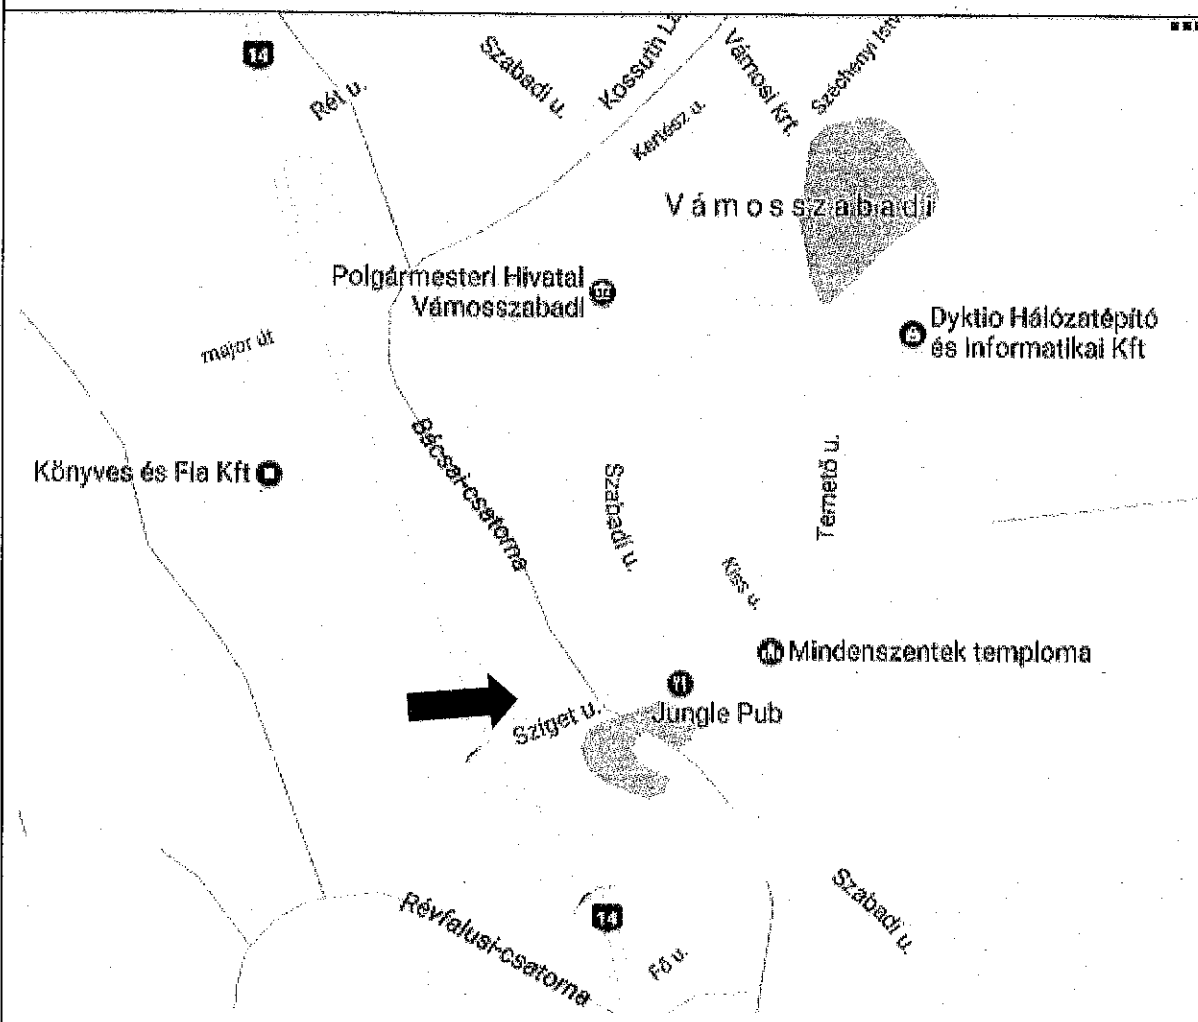 14
Rét u.
Szabadi u.
Kossuth L
Vámosi Kft.
Széchenyi Istv
Kertész u.
Vámosszabadi
Polgármesteri Hivatal
Vámosszabadi
Dyktio Hálózatépítő
és Informatikai Kft
major út
Bácsai-csatorna
Könyves és Fia Kft
Szabadi u.
Temető u.
Kiss u.
Mindenszentek temploma
Jungle Pub
Sziget u.
Révfalusi-csatorna
14
Fő u.
Szabadi u.